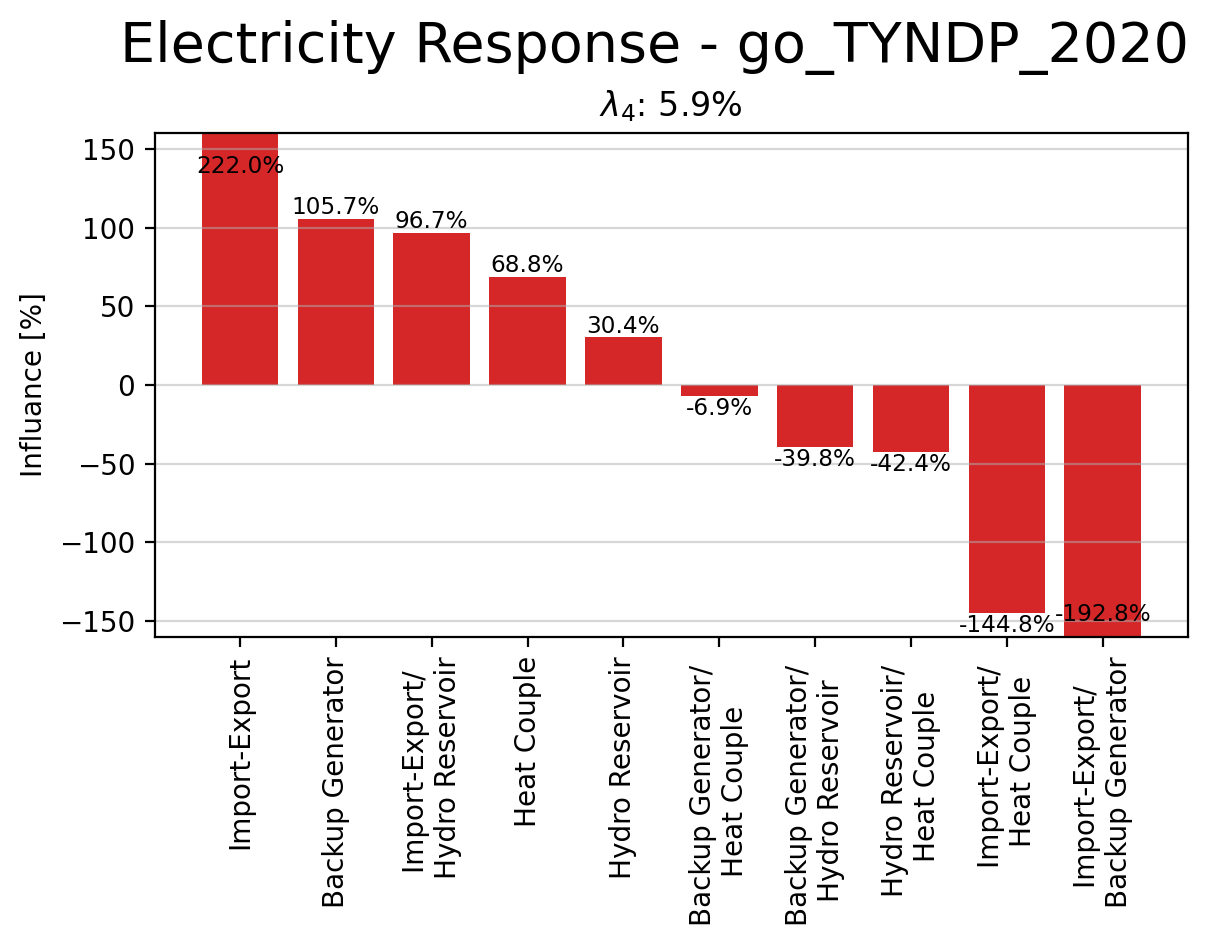 Electricity Response - go_TYNDP_2020
λ4: 5.9%
150
100
50
0
−50
−100
−150
Influance [%]
222.0%
105.7%
96.7%
68.8%
30.4%
-6.9%
-39.8%
-42.4%
-144.8%
-192.8%
Import-Export
Backup Generator
Import-Export/
Hydro Reservoir
Heat Couple
Hydro Reservoir
Backup Generator/
Heat Couple
Backup Generator/
Hydro Reservoir
Hydro Reservoir/
Heat Couple
Import-Export/
Heat Couple
Import-Export/
Backup Generator